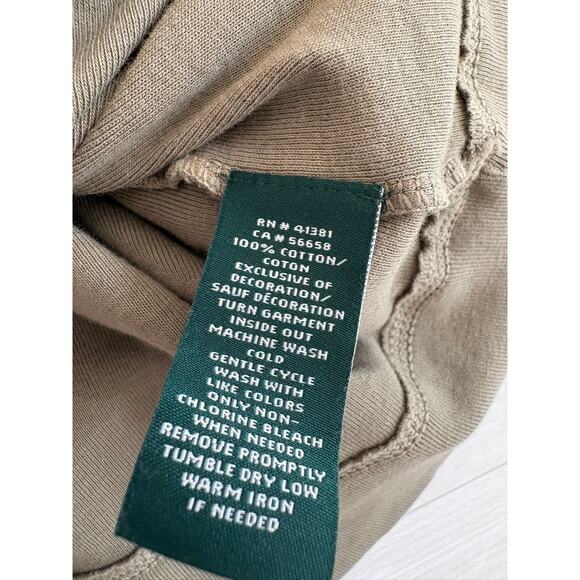 RN # 41381
CA # 56658
100% COTTON/
COTON
EXCLUSIVE OF
DECORATION/
SAUF DÉCORATION
TURN GARMENT
INSIDE OUT
MACHINE WASH
COLD
GENTLE CYCLE
WASH WITH
LIKE COLORS
ONLY NON-
CHLORINE BLEACH
WHEN NEEDED
REMOVE PROMPTLY
TUMBLE DRY LOW
WARM IRON
IF NEEDED